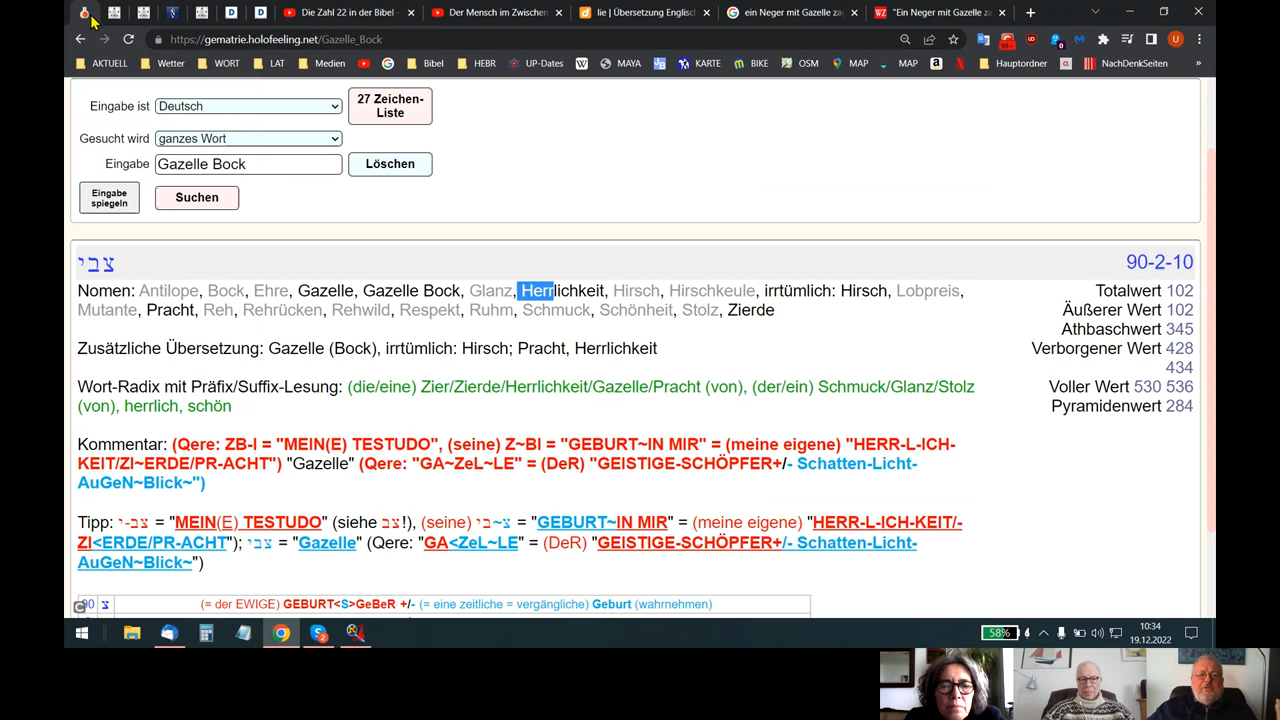 Die Zahl 22 in der Bibel -
Der Mensch im Zwischen
lie | Übersetzung Englisc
ein Neger mit Gazelle zag
"Ein Neger mit Gazelle z
https://gematrie.holofeeling.net/Gazelle_Bock
AKTUELL Wetter WORT LAT Medien Bibel HEBR UP-Dates MAYA KARTE BIKE OSM MAP MAP Hauptordner NachDenkSeiten »
Eingabe ist Deutsch 27 Zeichen-
Liste
Gesucht wird ganzes Wort
Eingabe Gazelle Bock Löschen
Eingabe
spiegeln
Suchen
צבי 90-2-10
Nomen: Antilope, Bock, Ehre, Gazelle, Gazelle Bock, Glanz, Herrlichkeit, Hirsch, Hirschkeule, irrtümlich: Hirsch, Lobpreis,
Mutante, Pracht, Reh, Rehrücken, Rehwild, Respekt, Ruhm, Schmuck, Schönheit, Stolz, Zierde
Zusätzliche Übersetzung: Gazelle (Bock), irrtümlich: Hirsch; Pracht, Herrlichkeit
Wort-Radix mit Präfix/Suffix-Lesung: (die/eine) Zier/Zierde/Herrlichkeit/Gazelle/Pracht (von), (der/ein) Schmuck/Glanz/Stolz
(von), herrlich, schön
Kommentar: (Qere: ZB-I = "MEIN(E) TESTUDO", (seine) Z~BI = "GEBURT~IN MIR" = (meine eigene) "HERR-L-ICH-
KEIT/ZI~ERDE/PR-ACHT") "Gazelle" (Qere: "GA~ZeL~LE" = (DeR) "GEISTIGE-SCHÖPFER+/- Schatten-Licht-
AuGeN~Blick~")
Tipp: צב-י = "MEIN(E) TESTUDO" (siehe צב!), (seine) צ~בי = "GEBURT~IN MIR" = (meine eigene) "HERR-L-ICH-KEIT/-
ZI<ERDE/PR-ACHT"); צבי = "Gazelle" (Qere: "GA<ZeL~LE" = (DeR) "GEISTIGE-SCHÖPFER+/- Schatten-Licht-
AuGeN~Blick~")
90 צ (= der EWIGE) GEBURT<S>GeBeR +/- (= eine zeitliche = vergängliche) Geburt (wahrnehmen)
Totalwert 102
Äußerer Wert 102
Athbaschwert 345
Verborgener Wert 428
434
Voller Wert 530 536
Pyramidenwert 284
58% 10:34
19.12.2022